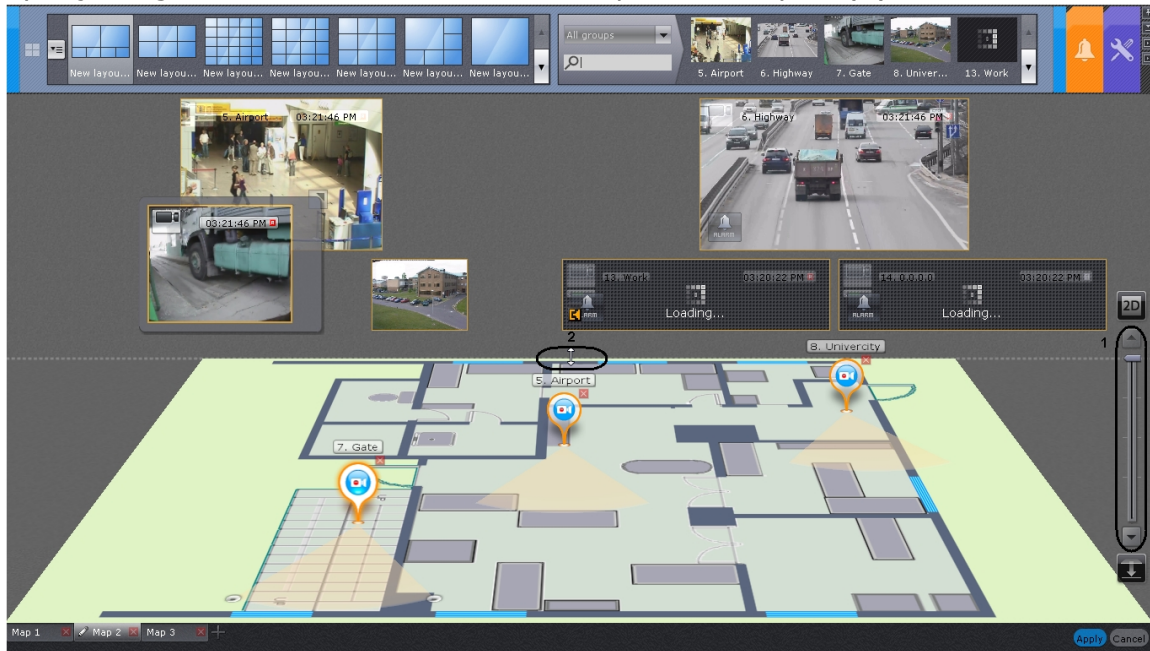 All groups
New layou... New layou... New layou... New layou... New layou... New layou... New layou...
5. Airport 6. Highway 7. Gate 8. Univer... 13. Work
5. Airport 03:21:46 PM
6. Highway 03:21:46 PM
ALARM
03:21:46 PM
13. Work 03:20:22 PM
Loading...
14. 0.0.0.0 03:20:22 PM
ALARM
Loading...
2D
1
2
8. Univercity
5. Airport
7. Gate
Map 1 Map 2 Map 3
Apply Cancel